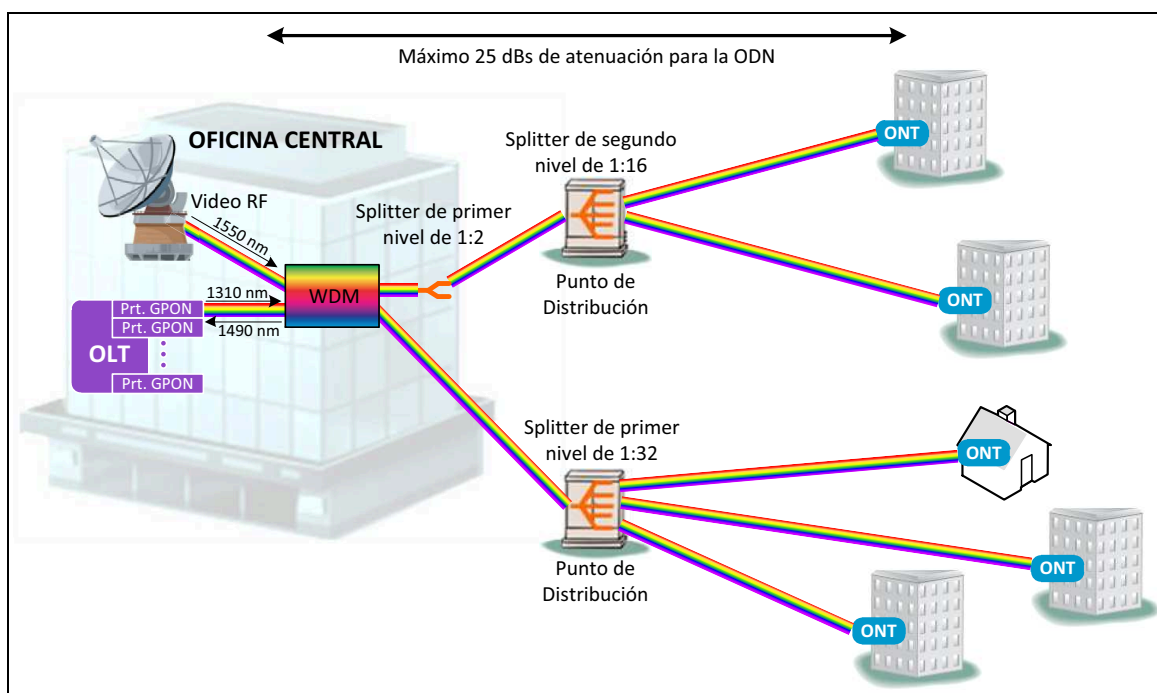 Máximo 25 dBs de atenuación para la ODN
OFICINA CENTRAL
Video RF
1550 nm
Prt. GPON
1310 nm
Prt. GPON
1490 nm
OLT
Prt. GPON
WDM
Splitter de primer
nivel de 1:2
Splitter de segundo
nivel de 1:16
Punto de
Distribución
ONT
ONT
Splitter de primer
nivel de 1:32
Punto de
Distribución
ONT
ONT
ONT